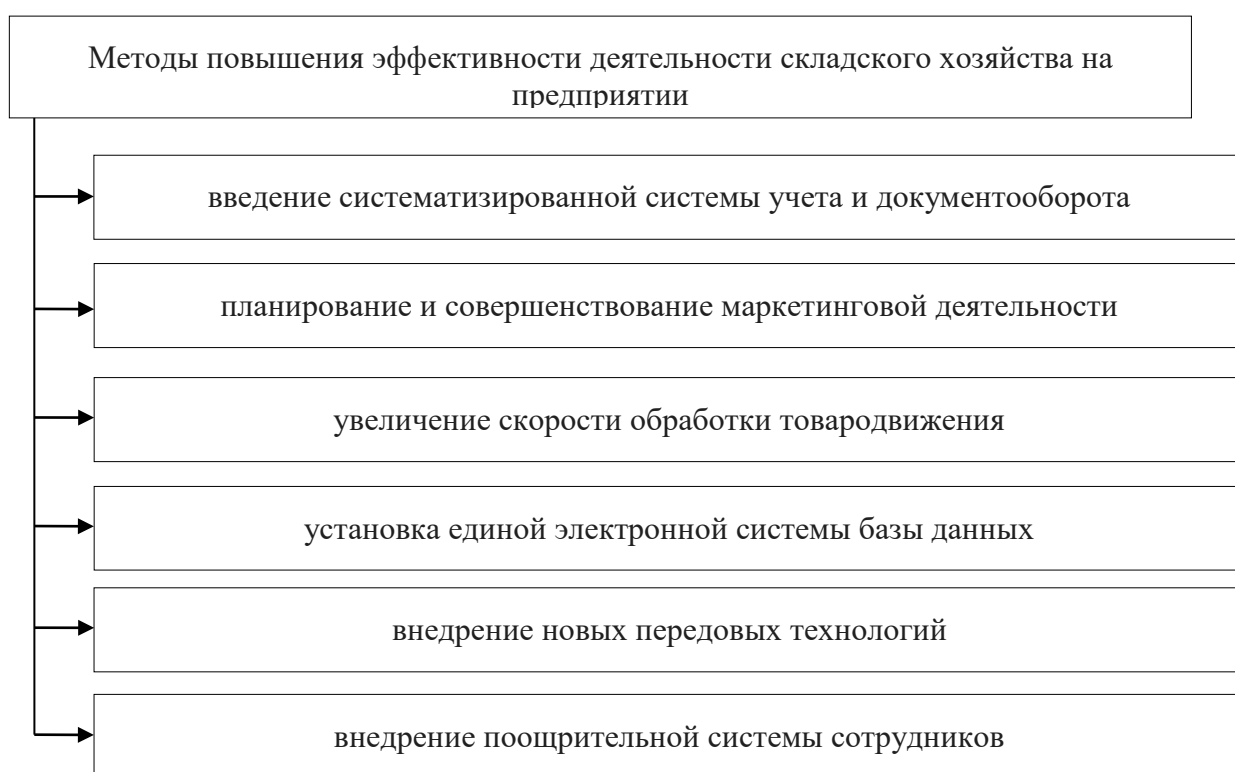 Методы повышения эффективности деятельности складского хозяйства на
предприятии
введение систематизированной системы учета и документооборота
планирование и совершенствование маркетинговой деятельности
увеличение скорости обработки товародвижения
установка единой электронной системы базы данных
внедрение новых передовых технологий
внедрение поощрительной системы сотрудников